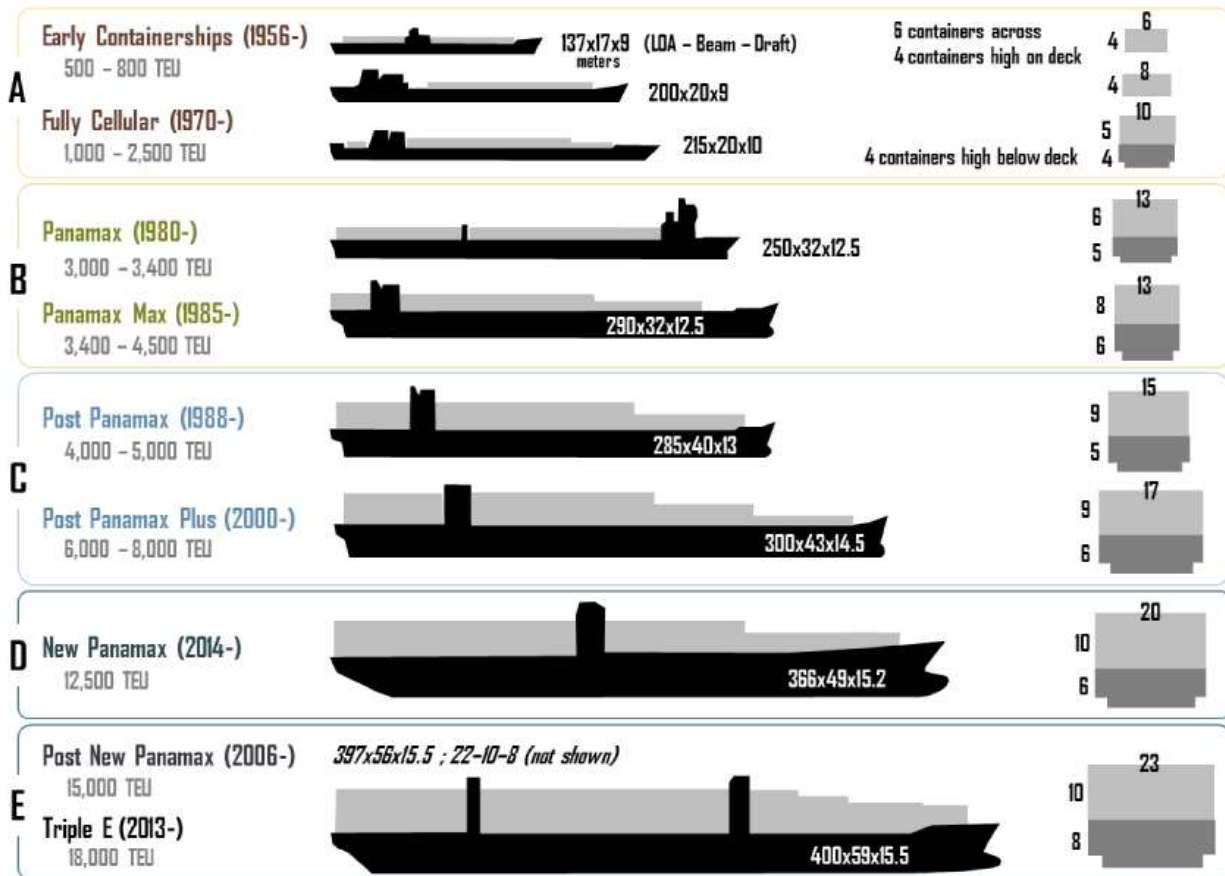 A
Early Containerships (1956-)
500 – 800 TEU
137x17x9 (LOA – Beam – Draft)
meters
6 containers across
4 containers high on deck
6
4
200x20x9
8
4
Fully Cellular (1970-)
1,000 – 2,500 TEU
215x20x10
4 containers high below deck
10
5
4
B
Panamax (1980-)
3,000 – 3,400 TEU
250x32x12.5
13
6
5
Panamax Max (1985-)
3,400 – 4,500 TEU
290x32x12.5
13
8
6
C
Post Panamax (1988-)
4,000 – 5,000 TEU
285x40x13
15
9
5
Post Panamax Plus (2000-)
6,000 – 8,000 TEU
300x43x14.5
17
9
6
D
New Panamax (2014-)
12,500 TEU
366x49x15.2
20
10
6
E
Post New Panamax (2006-)
15,000 TEU
397x56x15.5 ; 22–10–8 (not shown)
Triple E (2013-)
18,000 TEU
400x59x15.5
23
10
8